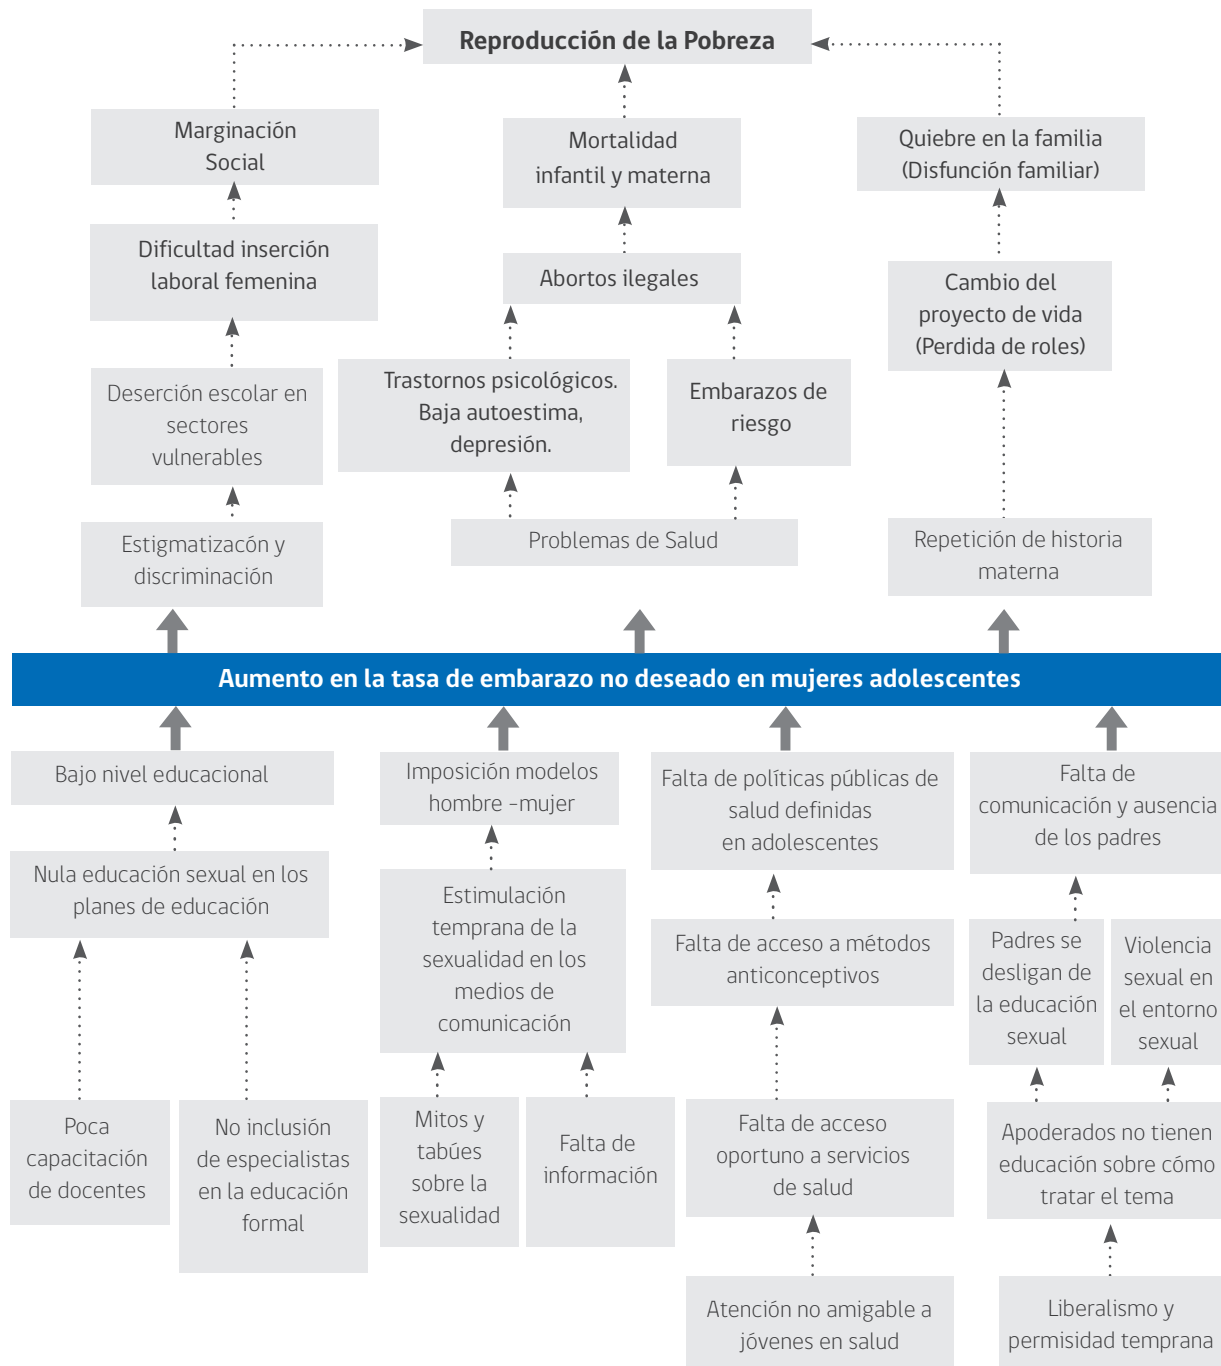 Reproducción de la Pobreza
Marginación
Social
Mortalidad
infantil y materna
Quiebre en la familia
(Disfunción familiar)
Dificultad inserción
laboral femenina
Abortos ilegales
Cambio del
proyecto de vida
(Perdida de roles)
Deserción escolar en
sectores
vulnerables
Trastornos psicológicos.
Baja autoestima,
depresión.
Embarazos de
riesgo
Estigmatizacón y
discriminación
Problemas de Salud
Repetición de historia
materna
Aumento en la tasa de embarazo no deseado en mujeres adolescentes
Bajo nivel educacional
Imposición modelos
hombre -mujer
Falta de políticas públicas de
salud definidas
en adolescentes
Falta de
comunicación y ausencia
de los padres
Nula educación sexual en los
planes de educación
Estimulación
temprana de la
sexualidad en los
medios de
comunicación
Falta de acceso a métodos
anticonceptivos
Padres se
desligan de
la educación
sexual
Violencia
sexual en
el entorno
sexual
Poca
capacitación
de docentes
No inclusión
de especialistas
en la educación
formal
Mitos y
tabúes
sobre la
sexualidad
Falta de
información
Falta de acceso
oportuno a servicios
de salud
Apoderados no tienen
educación sobre cómo
tratar el tema
Atención no amigable a
jóvenes en salud
Liberalismo y
permisidad temprana